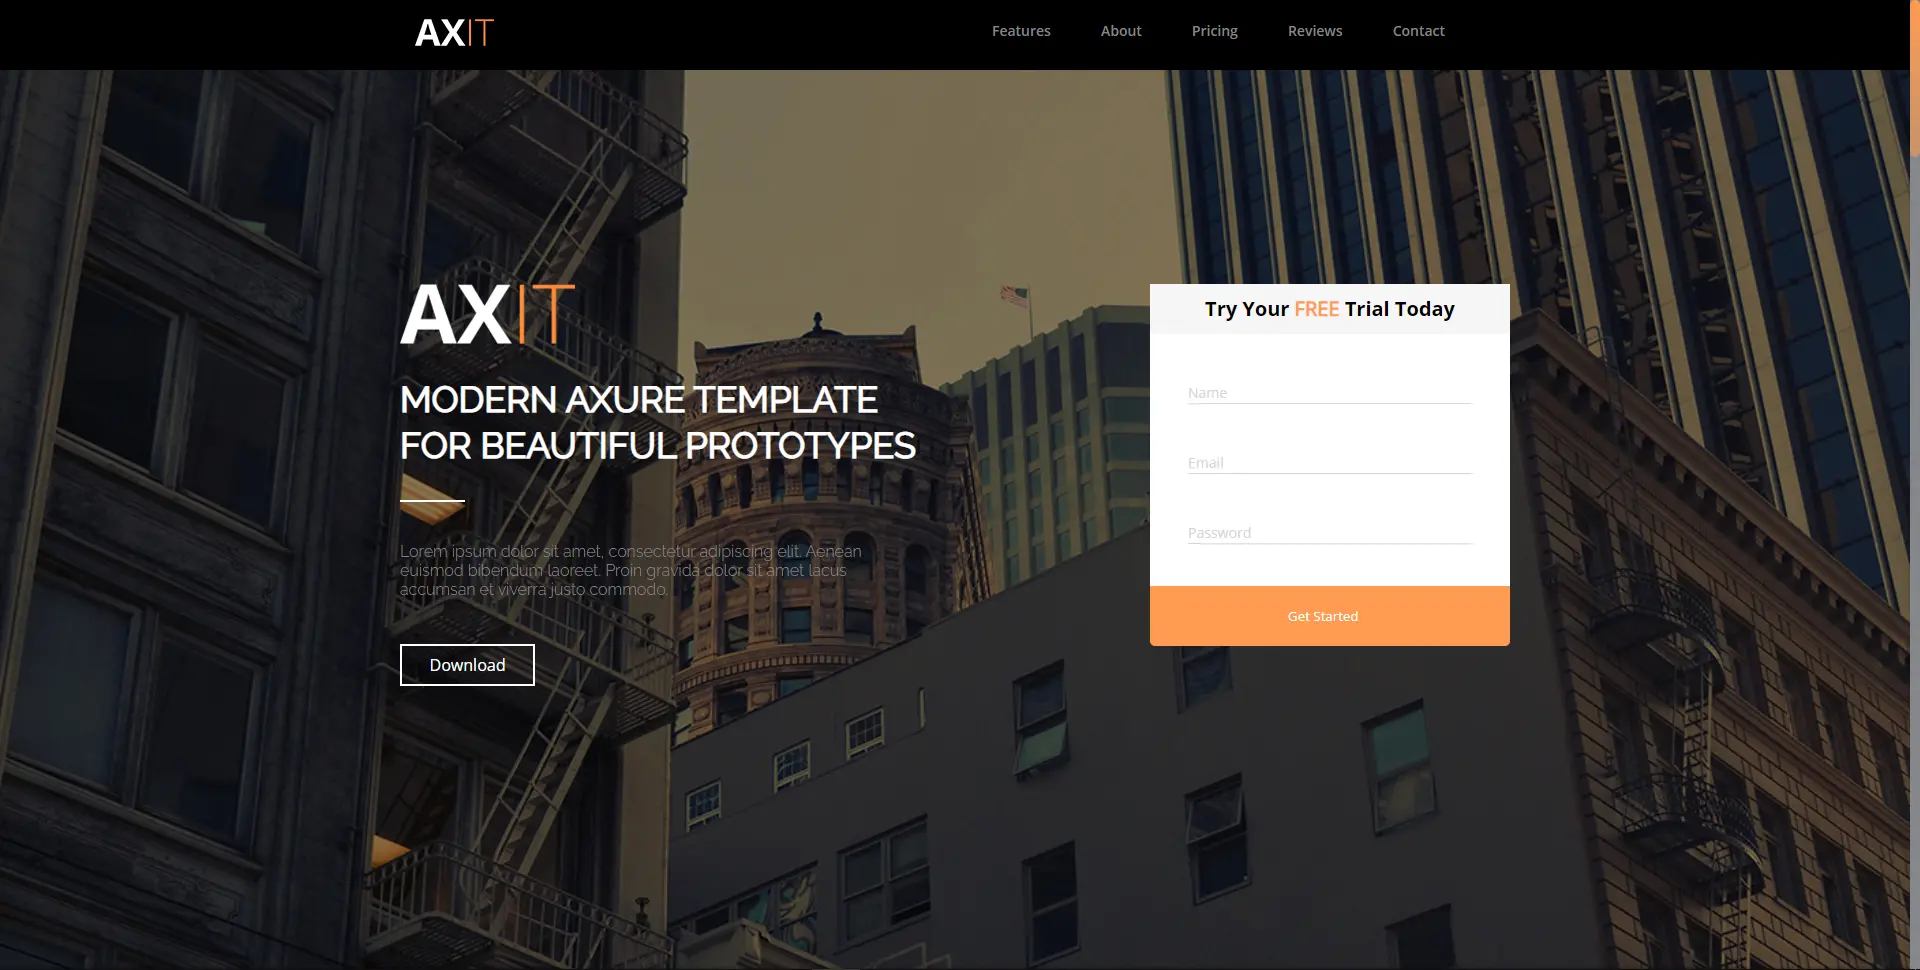 AXIT
Features About Pricing Reviews Contact
AXIT
MODERN AXURE TEMPLATE
FOR BEAUTIFUL PROTOTYPES
Lorem ipsum dolor sit amet, consectetur adipiscing elit. Aenean
euismod bibendum laoreet. Proin gravida dolor sit amet lacus
accumsan et viverra justo commodo.
Download
Try Your FREE Trial Today
Name
Email
Password
Get Started